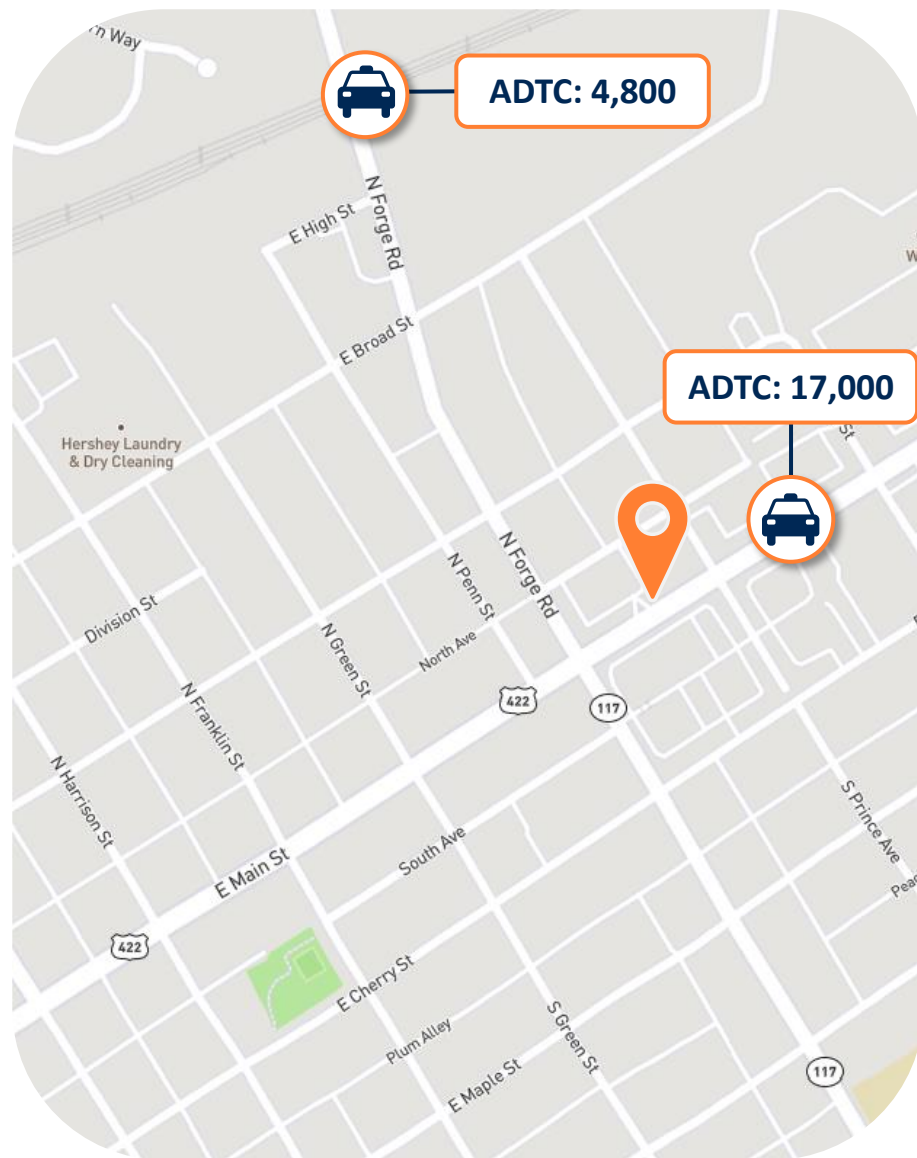 rn Way
ADTC: 4,800
N Forge Rd
E High St
E Broad St
W
ADTC: 17,000
St
Hershey Laundry
& Dry Cleaning
N Forge Rd
N Penn St
Division St
N Green St
North Ave
N Franklin St
422
117
N Harrison St
S Prince Ave
South Ave
E Main St
Peac
422
E Cherry St
S Green St
Plum Alley
E Maple St
117